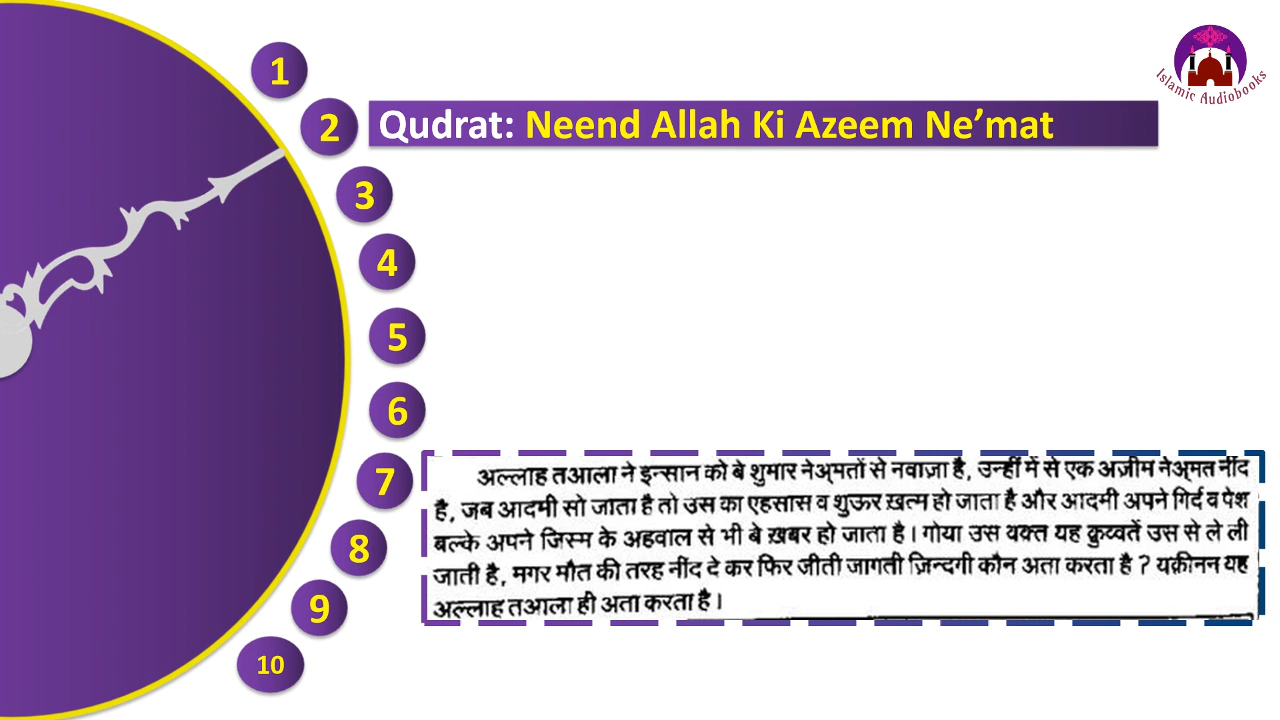 Islamic Audiobooks
1
2
Qudrat: Neend Allah Ki Azeem Ne’mat
3
4
5
6
7
8
9
10
अल्लाह तआला ने इन्सान को बे शुमार नेअ्मतों से नवाज़ा है, उन्हीं में से एक अज़ीम नेअ्मत नींद
है, जब आदमी सो जाता है तो उस का एहसास व शुऊर ख़त्म हो जाता है और आदमी अपने गिर्द व पेश
बल्के अपने जिस्म के अहवाल से भी बे ख़बर हो जाता है। गोया उस वक्त यह क़ुव्वतें उस से ले ली
जाती है, मगर मौत की तरह नींद दे कर फिर जीती जागती ज़िन्दगी कौन अता करता है ? यक़ीनन यह
अल्लाह तआला ही अता करता है।